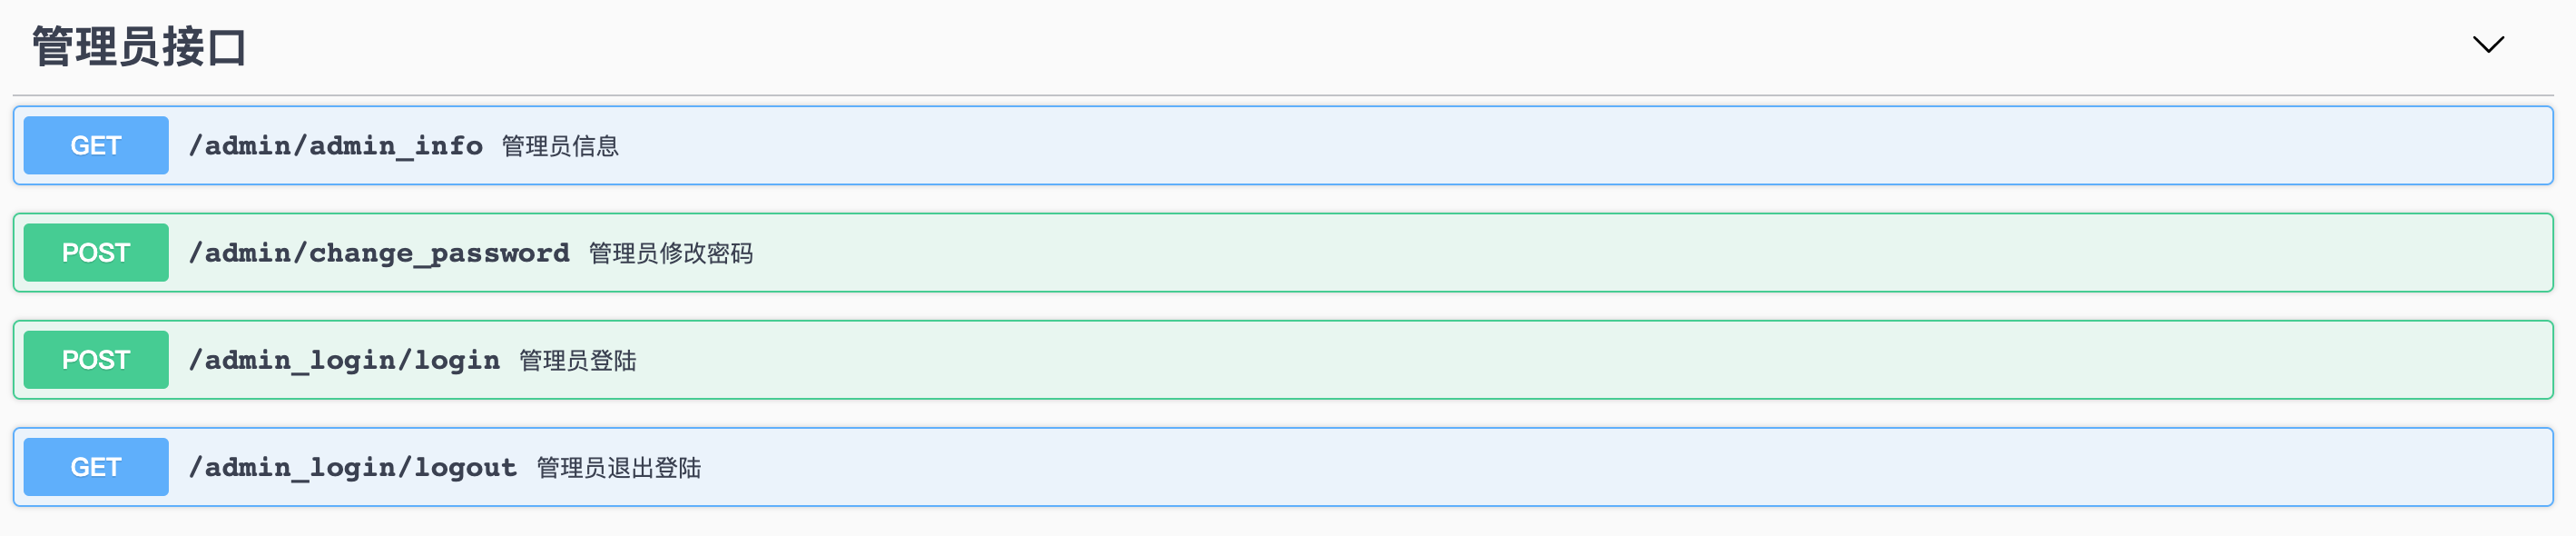 管理员接口
GET /admin/admin_info 管理员信息
POST /admin/change_password 管理员修改密码
POST /admin_login/login 管理员登陆
GET /admin_login/logout 管理员退出登陆